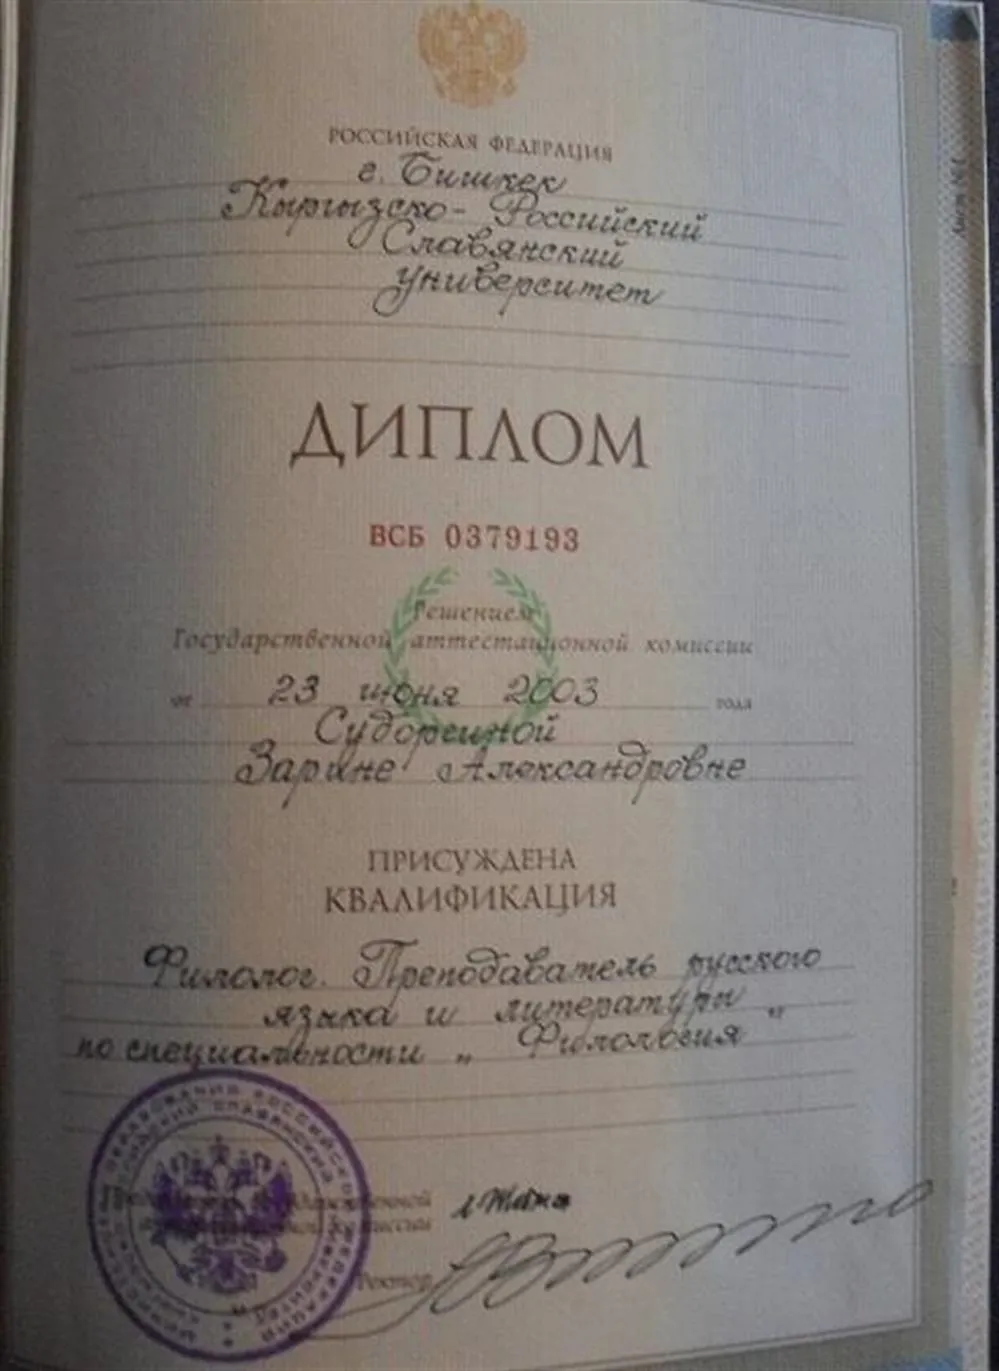 РОССИЙСКАЯ ФЕДЕРАЦИЯ
г. Бишкек
Кыргызско-Российский
Славянский
университет
ДИПЛОМ
ВСБ 0379193
Решением
Государственной аттестационной комиссии
от 23 июня 2003 года
Зарине Александровне
ПРИСУЖДЕНА
КВАЛИФИКАЦИЯ
Филолог. Преподаватель русского
языка и литературы
по специальности „Филология“
Ректор